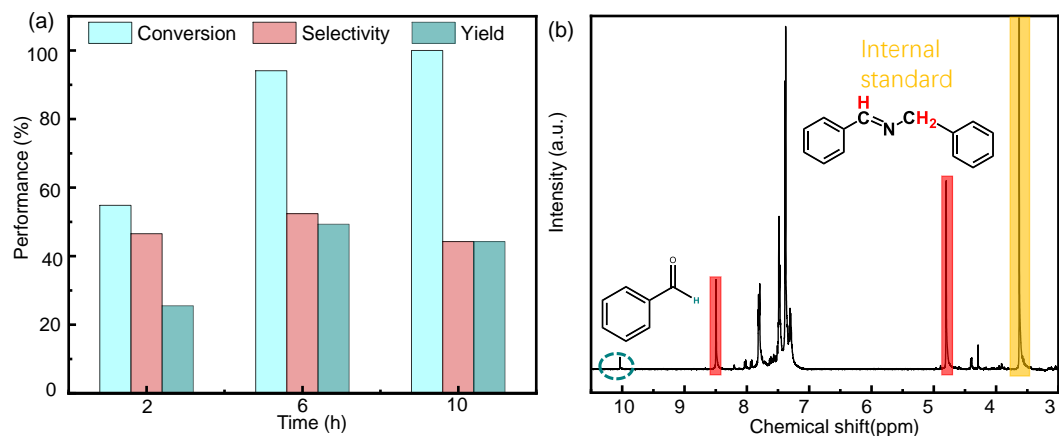 (a)
Conversion Selectivity Yield
100
80
60
40
20
0
Performance (%)
2 6 10
Time (h)
(b)
Internal
standard
H
N CH2
O
H
Intensity (a.u.)
10 9 8 7 6 5 4 3
Chemical shift(ppm)